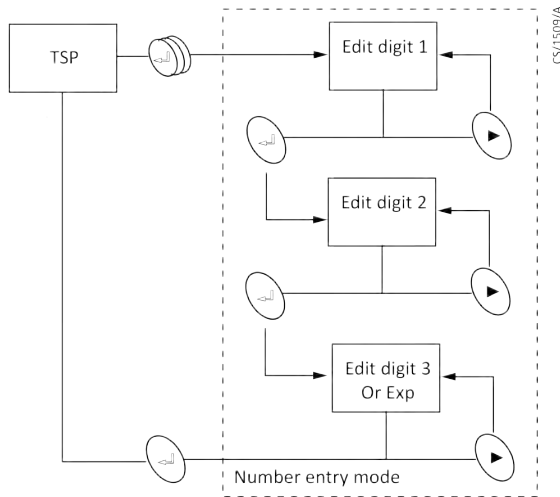 CS/1509/A
TSP
Edit digit 1
Edit digit 2
Edit digit 3
Or Exp
Number entry mode